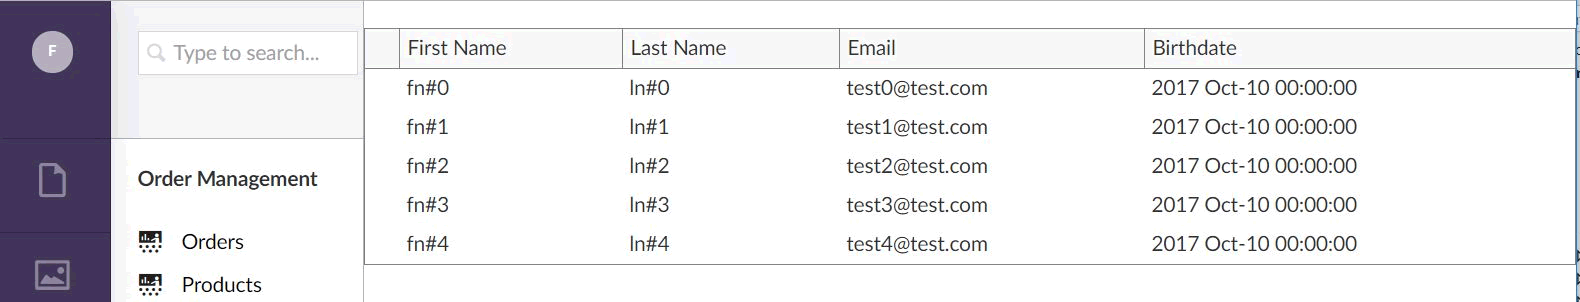 F
Type to search...
Order Management
Orders
Products
First Name Last Name Email Birthdate
fn#0 ln#0 test0@test.com 2017 Oct-10 00:00:00
fn#1 ln#1 test1@test.com 2017 Oct-10 00:00:00
fn#2 ln#2 test2@test.com 2017 Oct-10 00:00:00
fn#3 ln#3 test3@test.com 2017 Oct-10 00:00:00
fn#4 ln#4 test4@test.com 2017 Oct-10 00:00:00